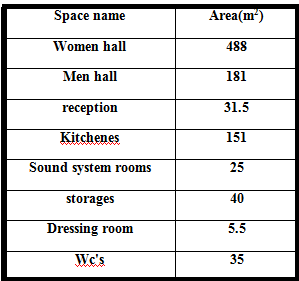 Space name Area(m²)
Women hall 488
Men hall 181
reception 31.5
Kitchenes 151
Sound system rooms 25
storages 40
Dressing room 5.5
Wc's 35